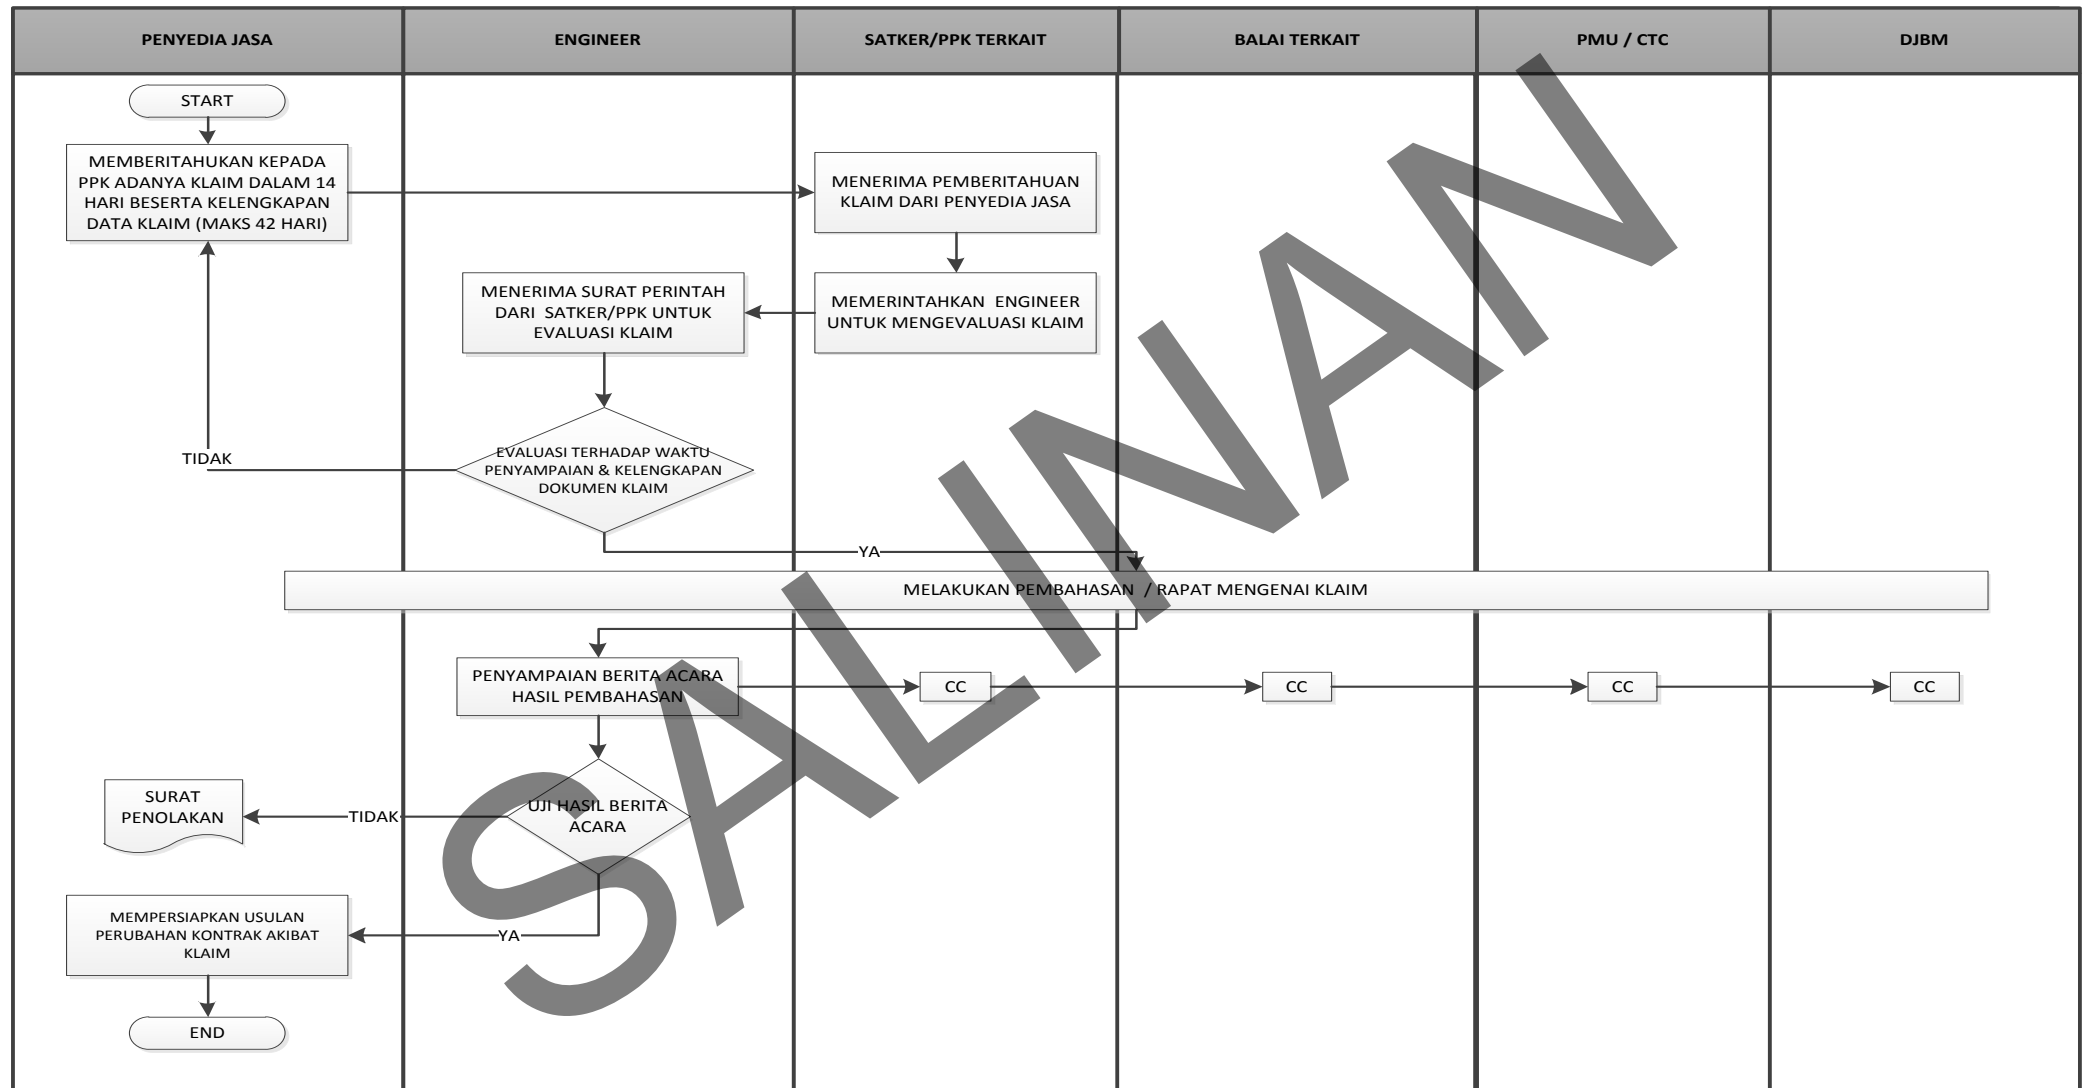 PENYEDIA JASA
ENGINEER
SATKER/PPK TERKAIT
BALAI TERKAIT
PMU / CTC
DJBM
START
MEMBERITAHUKAN KEPADA
PPK ADANYA KLAIM DALAM 14
HARI BESERTA KELENGKAPAN
DATA KLAIM (MAKS 42 HARI)
MENERIMA PEMBERITAHUAN
KLAIM DARI PENYEDIA JASA
MENERIMA SURAT PERINTAH
DARI SATKER/PPK UNTUK
EVALUASI KLAIM
MEMERINTAHKAN ENGINEER
UNTUK MENGEVALUASI KLAIM
TIDAK
EVALUASI TERHADAP WAKTU
PENYAMPAIAN & KELENGKAPAN
DOKUMEN KLAIM
YA
MELAKUKAN PEMBAHASAN / RAPAT MENGENAI KLAIM
PENYAMPAIAN BERITA ACARA
HASIL PEMBAHASAN
CC
CC
CC
CC
SURAT
PENOLAKAN
TIDAK
UJI HASIL BERITA
ACARA
MEMPERSIAPKAN USULAN
PERUBAHAN KONTRAK AKIBAT
KLAIM
YA
END
SALINAN